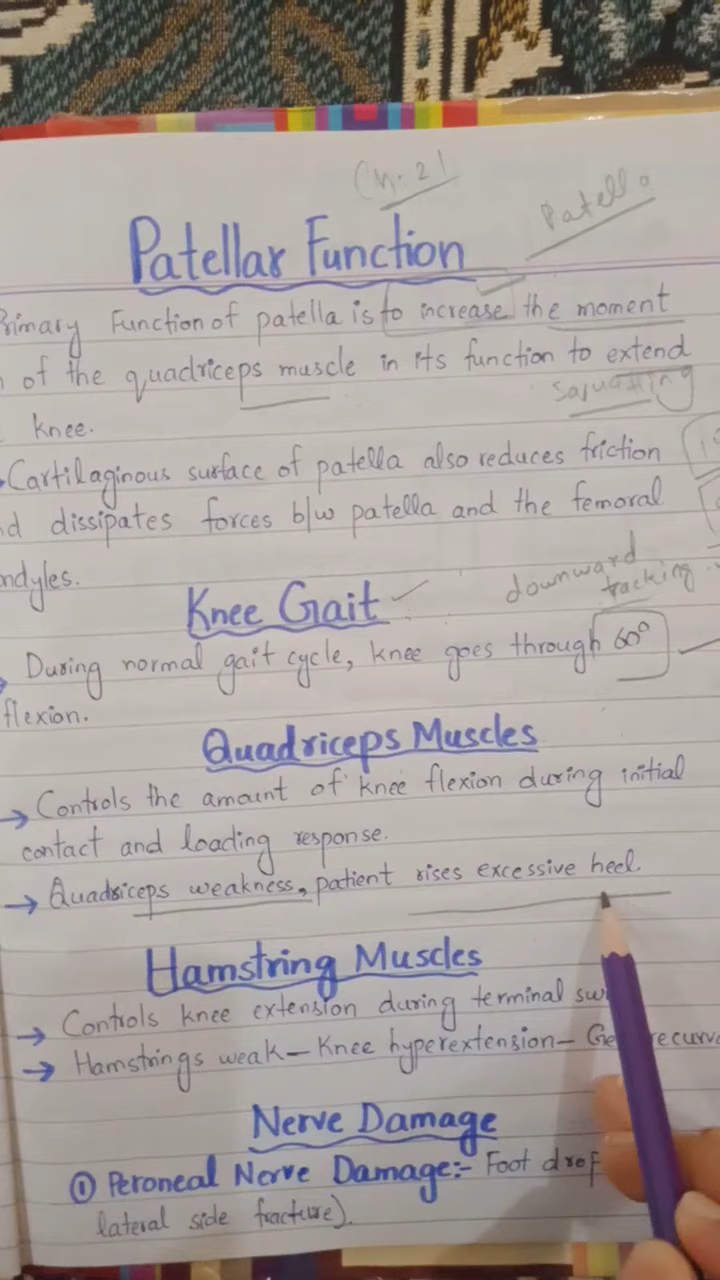 Ch. 21
Patella
Patellar Function
Primary Function of patella is to increase the moment
of the quadriceps muscle in its function to extend
squatting
knee.
Cartilaginous surface of patella also reduces friction
dissipates forces b/w patella and the femoral
downward
tracking
Knee Gait
→ During normal gait cycle, knee goes through 60°
flexion.
Quadriceps Muscles
→ Controls the amount of knee flexion during initial
contact and loading response.
→ Quadriceps weakness, patient rises excessive heel.
Hamstring Muscles
→ Controls knee extension during terminal
→ Hamstrings weak - Knee hyperextension -
Nerve Damage
① Peroneal Nerve Damage:- Foot drop
lateral side fracture).